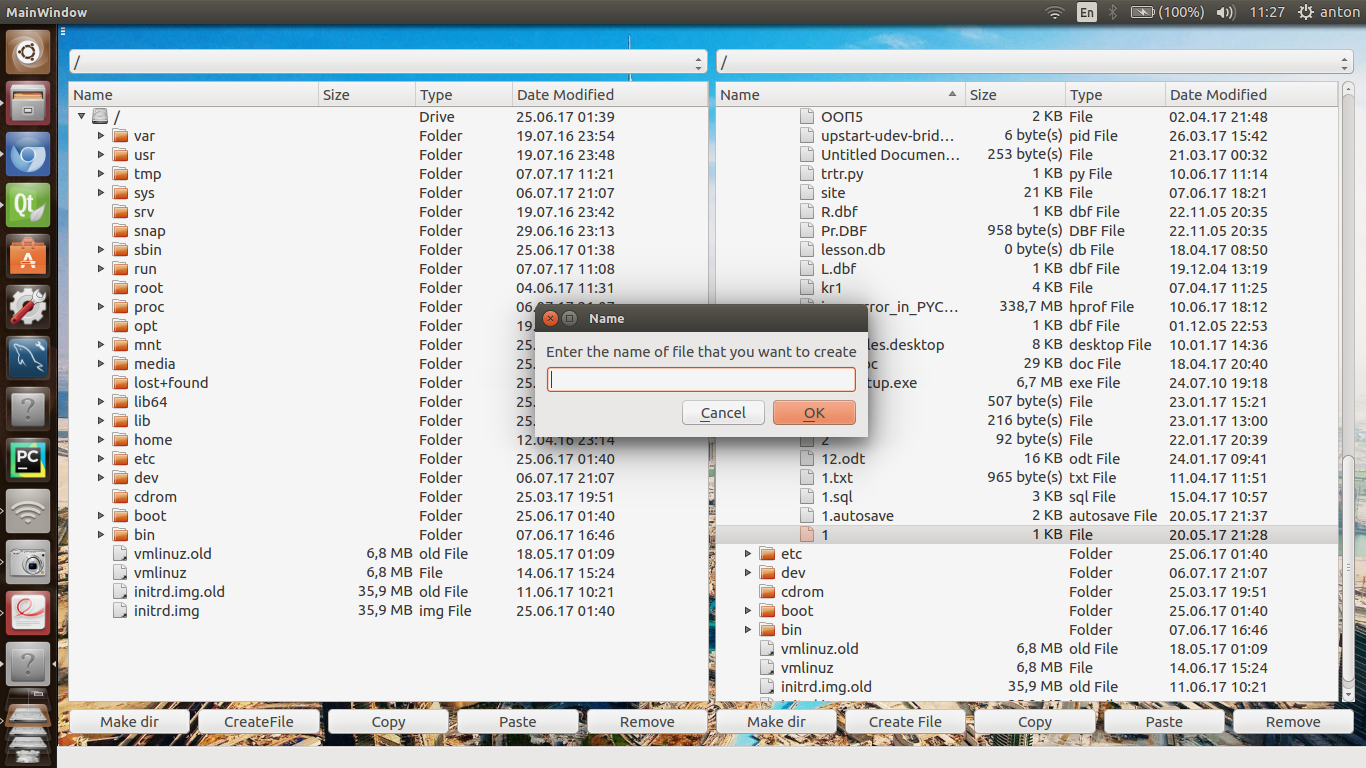 MainWindow
En
(100%)
11:27
anton
/
/
Name Size Type Date Modified
/ Drive 25.06.17 01:39
var Folder 19.07.16 23:54
usr Folder 19.07.16 23:48
tmp Folder 07.07.17 11:21
sys Folder 06.07.17 21:07
srv Folder 19.07.16 23:42
snap Folder 29.06.16 23:13
sbin Folder 25.06.17 01:38
run Folder 07.07.17 11:08
root Folder 04.06.17 11:31
proc Folder
opt Folder
mnt Folder
media Folder
lost+found Folder
lib64 Folder
lib Folder
home Folder 12.04.16 23:14
etc Folder 25.06.17 01:40
dev Folder 06.07.17 21:07
cdrom Folder 25.03.17 19:51
boot Folder 25.06.17 01:40
bin Folder 07.06.17 16:46
vmlinuz.old 6,8 MB old File 18.05.17 01:09
vmlinuz 6,8 MB File 14.06.17 15:24
initrd.img.old 35,9 MB old File 11.06.17 10:21
initrd.img 35,9 MB img File 25.06.17 01:40
Name Size Type Date Modified
ООП5 2 KB File 02.04.17 21:48
upstart-udev-brid... 6 byte(s) pid File 26.03.17 15:42
Untitled Documen... 253 byte(s) File 21.03.17 00:32
trtr.py 1 KB py File 10.06.17 11:14
site 21 KB File 07.06.17 18:21
R.dbf 1 KB dbf File 22.11.05 20:35
Pr.DBF 958 byte(s) DBF File 22.11.05 20:35
lesson.db 0 byte(s) db File 18.04.17 08:50
L.dbf 1 KB dbf File 19.12.04 13:19
kr1 4 KB File 07.04.17 11:25
error_in_PYC... 338,7 MB hprof File 10.06.17 18:12
1 KB dbf File 01.12.05 22:53
les.desktop 8 KB desktop File 10.01.17 14:36
oc 29 KB doc File 18.04.17 20:40
tup.exe 6,7 MB exe File 24.07.10 19:18
507 byte(s) File 23.01.17 15:21
216 byte(s) File 23.01.17 13:00
2 92 byte(s) File 22.01.17 20:39
12.odt 16 KB odt File 24.01.17 09:41
1.txt 965 byte(s) txt File 11.04.17 11:51
1.sql 3 KB sql File 15.04.17 10:57
1.autosave 2 KB autosave File 20.05.17 21:37
1 1 KB File 20.05.17 21:28
etc Folder 25.06.17 01:40
dev Folder 06.07.17 21:07
cdrom Folder 25.03.17 19:51
boot Folder 25.06.17 01:40
bin Folder 07.06.17 16:46
vmlinuz.old 6,8 MB old File 18.05.17 01:09
vmlinuz 6,8 MB File 14.06.17 15:24
initrd.img.old 35,9 MB old File 11.06.17 10:21
Name
Enter the name of file that you want to create
Cancel
OK
Make dir
CreateFile
Copy
Paste
Remove
Make dir
Create File
Copy
Paste
Remove
Qt
PC